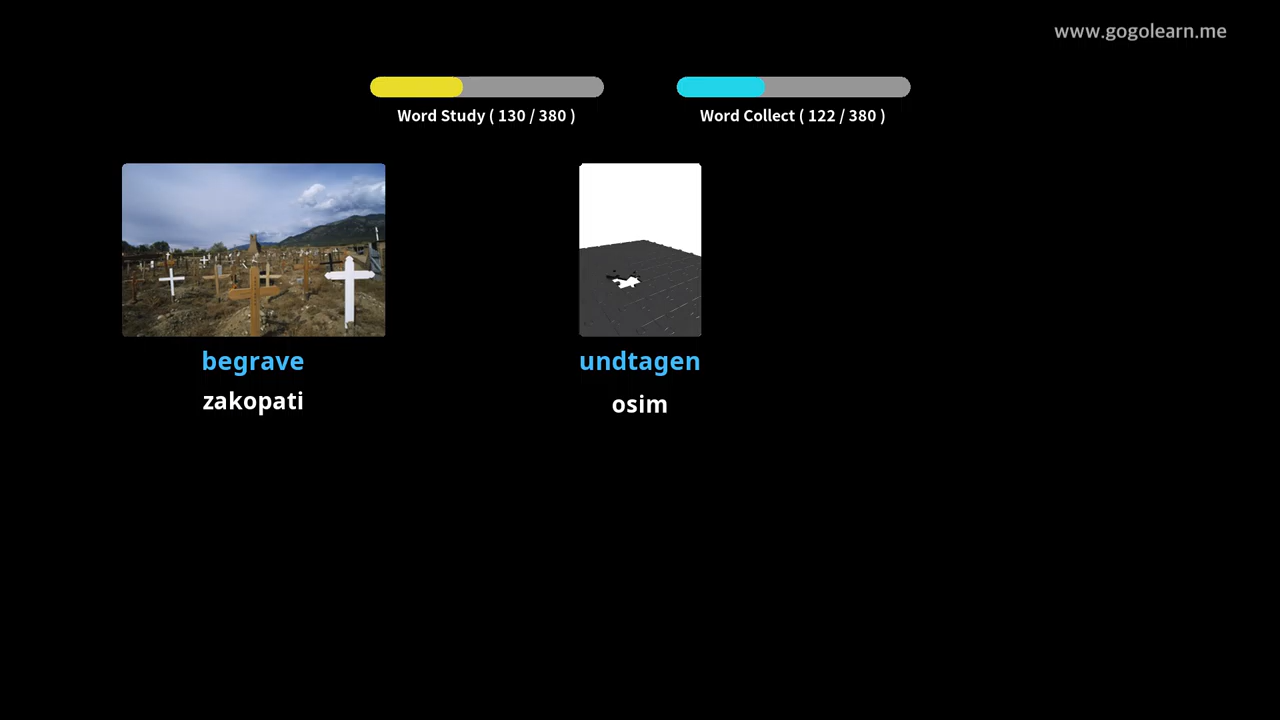 www.gogolearn.me
Word Study ( 130 / 380 )
Word Collect ( 122 / 380 )
begrave
zakopati
undtagen
osim